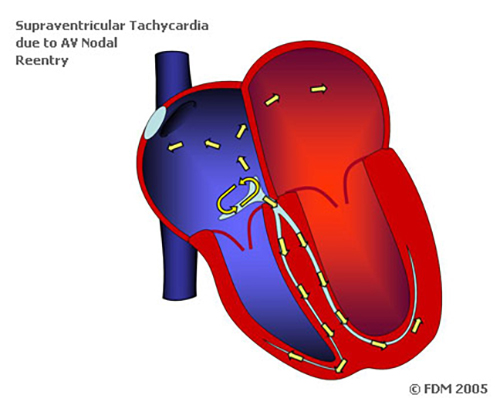 Supraventricular Tachycardia
due to AV Nodal
Reentry
© FDM 2005